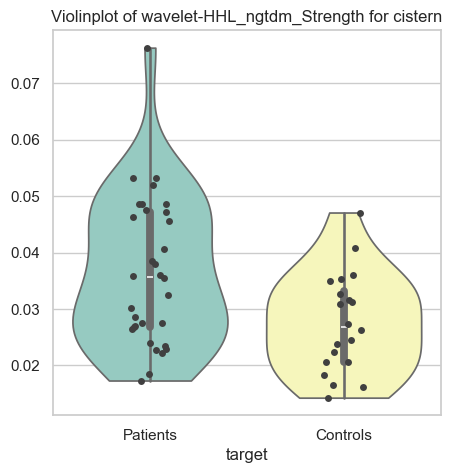 Violinplot of wavelet-HHL_ngtdm_Strength for cistern
0.07
0.06
0.05
0.04
0.03
0.02
Patients Controls
target